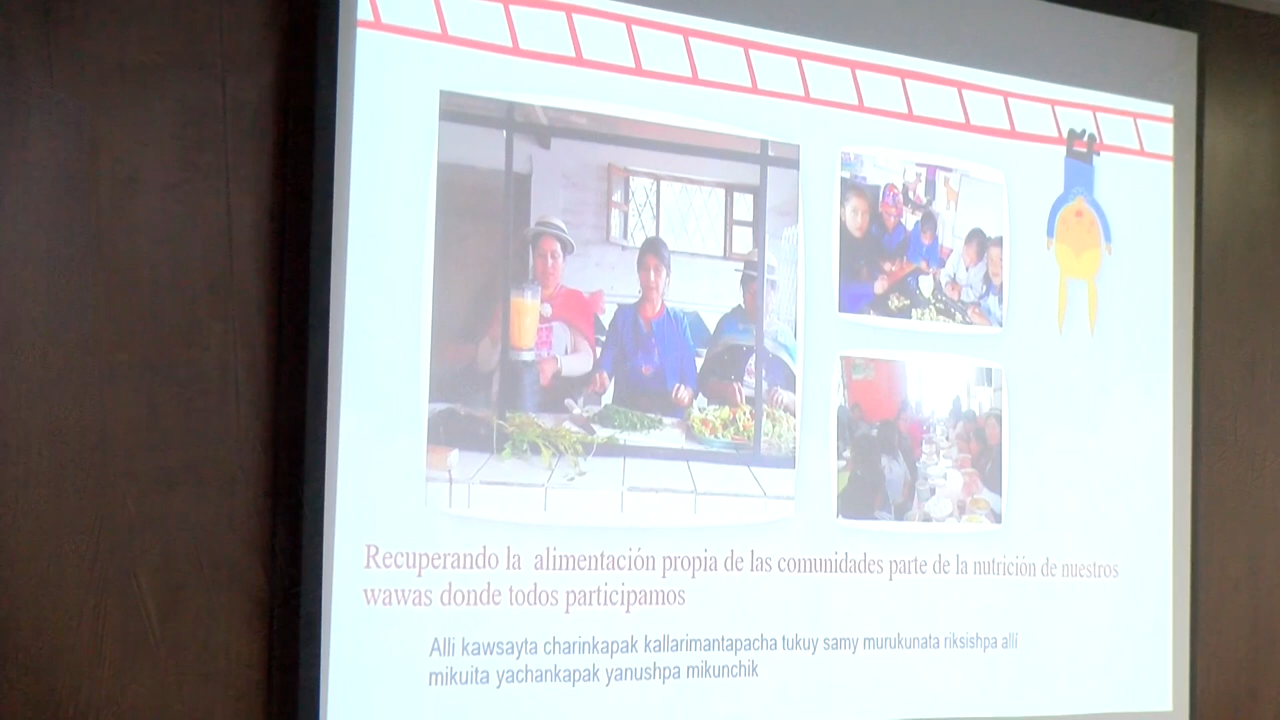 Recuperando la alimentación propia de las comunidades parte de la nutrición de nuestros
wawas donde todos participamos
Alli kawsayta charinkapak kallarimantapacha tukuy samy murukunata riksishpa alli
mikuita yachankapak yanushpa mikunchik